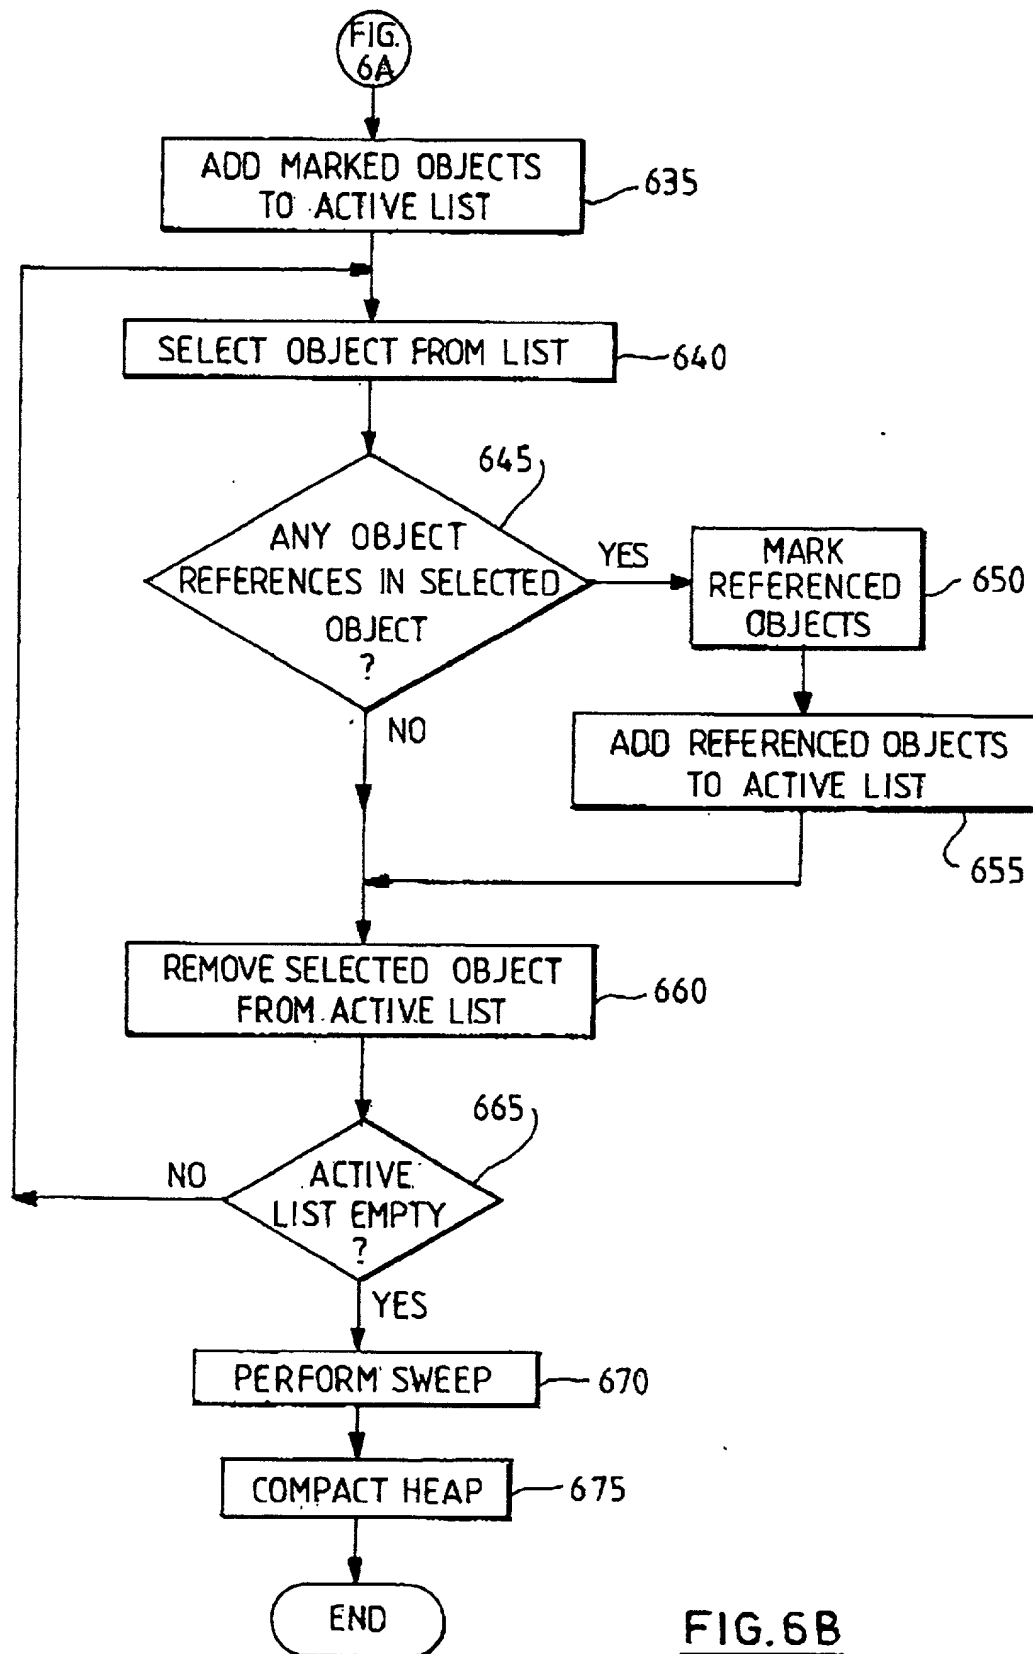 FIG.
6A
ADD MARKED OBJECTS
TO ACTIVE LIST
635
SELECT OBJECT FROM LIST
640
645
ANY OBJECT
REFERENCES IN SELECTED
OBJECT
?
YES
MARK
REFERENCED
OBJECTS
650
NO
ADD REFERENCED OBJECTS
TO ACTIVE LIST
655
REMOVE SELECTED OBJECT
FROM ACTIVE LIST
660
665
NO
ACTIVE
LIST EMPTY
?
YES
PERFORM SWEEP
670
COMPACT HEAP
675
END
FIG. 6B